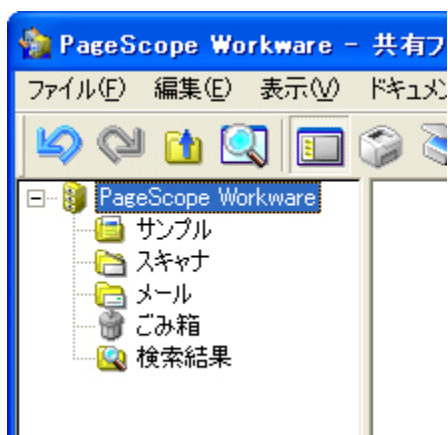 PageScope Workware - 共有フ
ファイル(F) 編集(E) 表示(V) ドキュメン
PageScope Workware
サンプル
スキャナ
メール
ごみ箱
検索結果